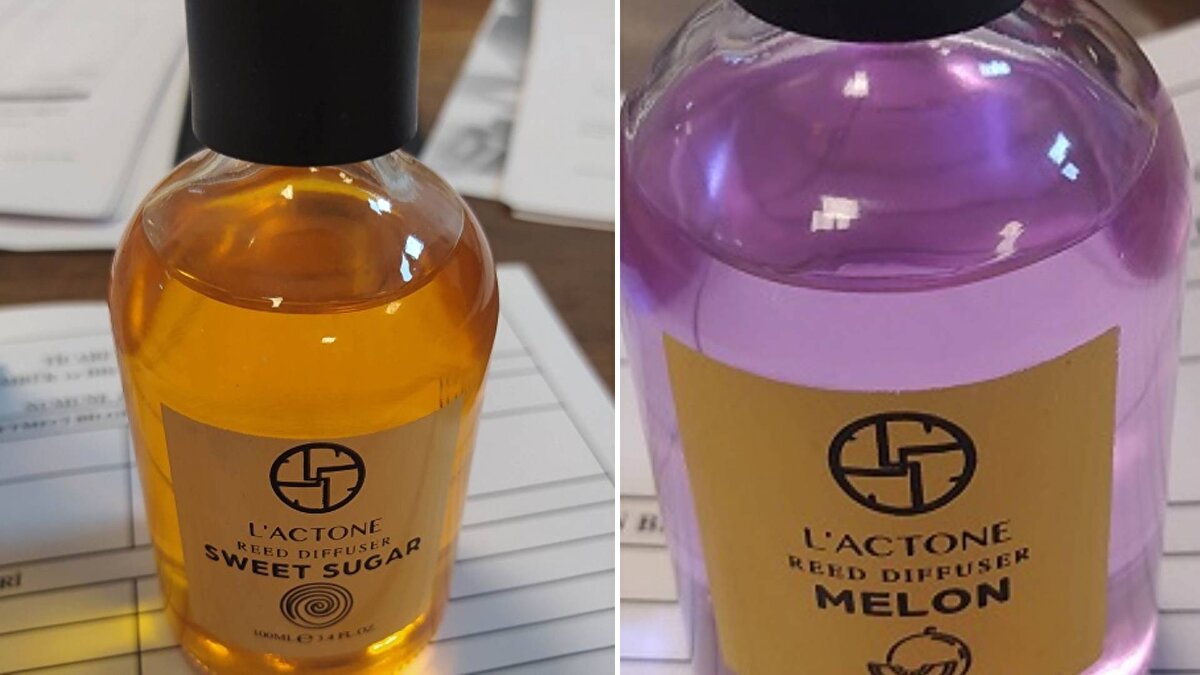 L'ACTONE
REED DIFFUSER
SWEET SUGAR
100ML ℮ 3.4 FL.OZ.
L'ACTONE
REED DIFFUSER
MELON